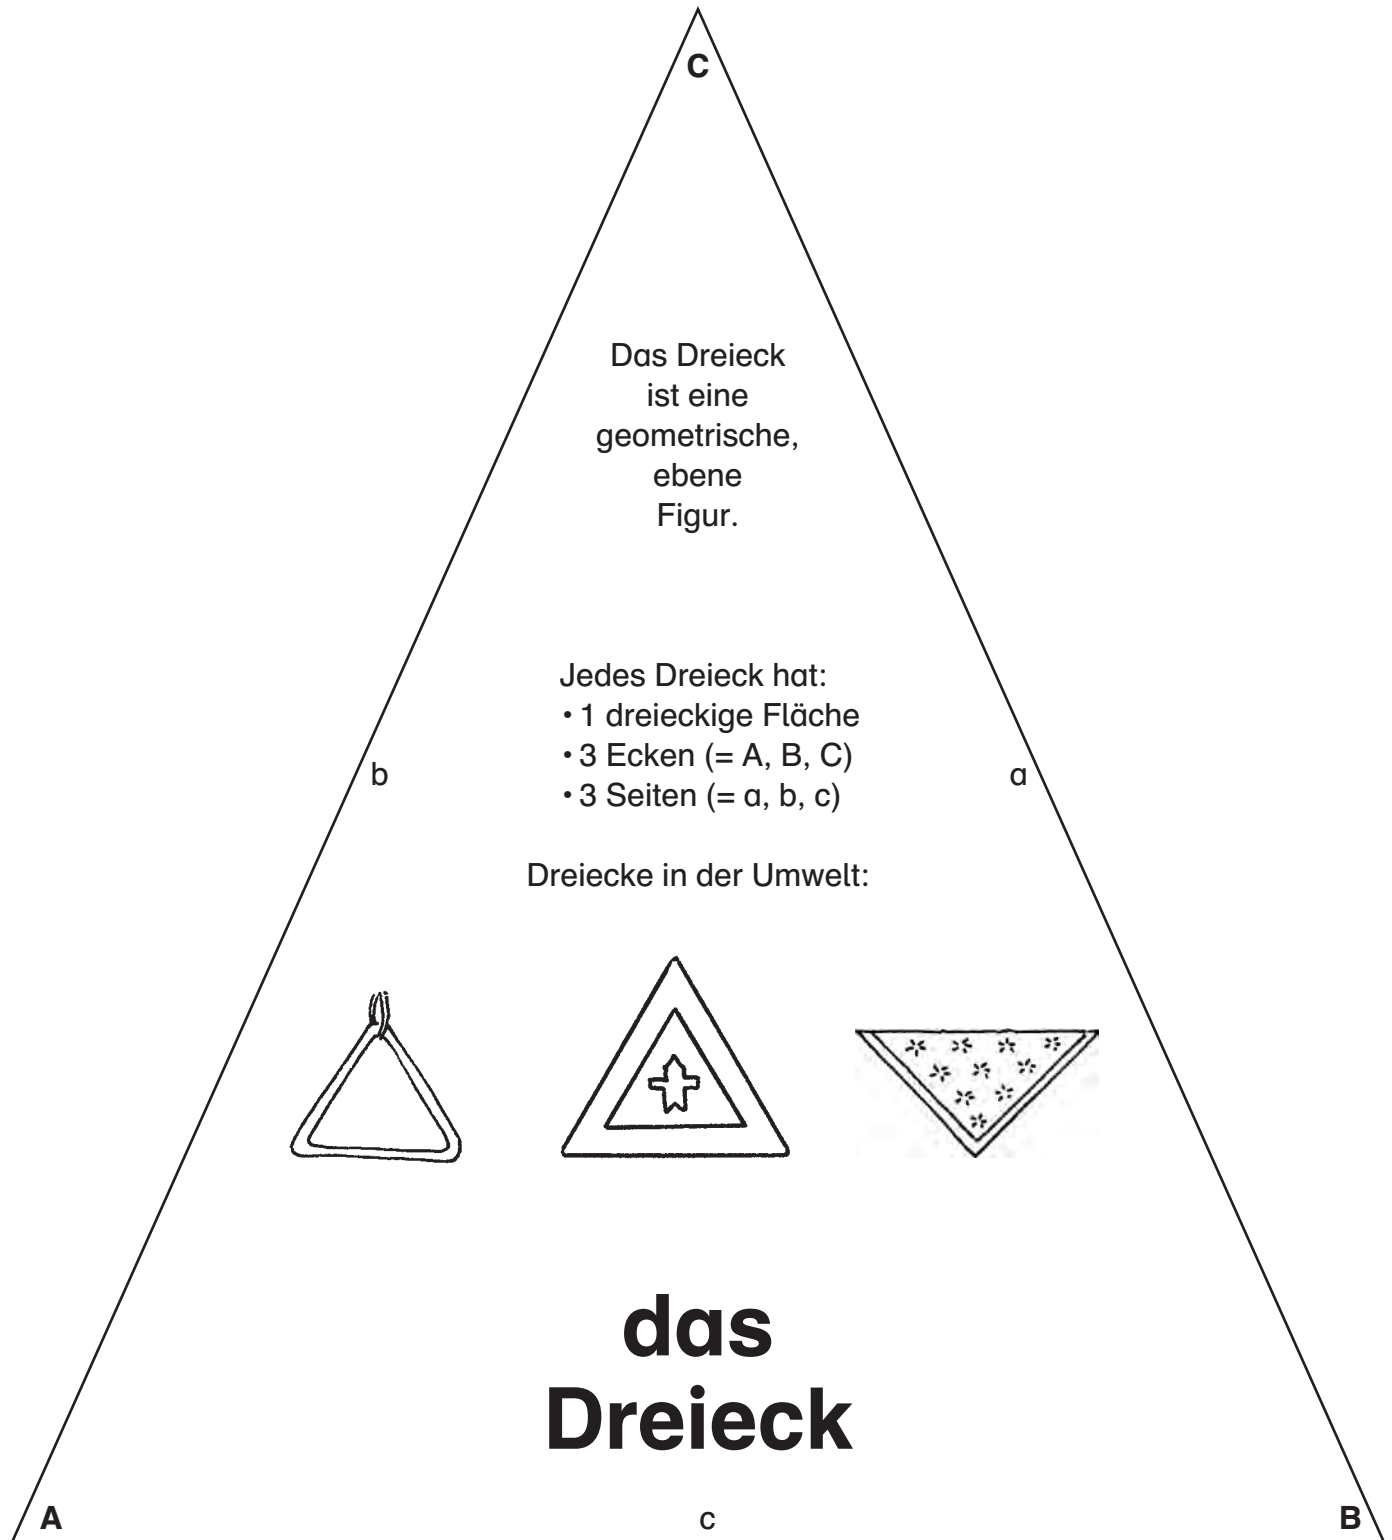 C
Das Dreieck
ist eine
geometrische,
ebene
Figur.
Jedes Dreieck hat:
• 1 dreieckige Fläche
• 3 Ecken (= A, B, C)
b
a
• 3 Seiten (= a, b, c)
Dreiecke in der Umwelt:
das
Dreieck
A
c
B